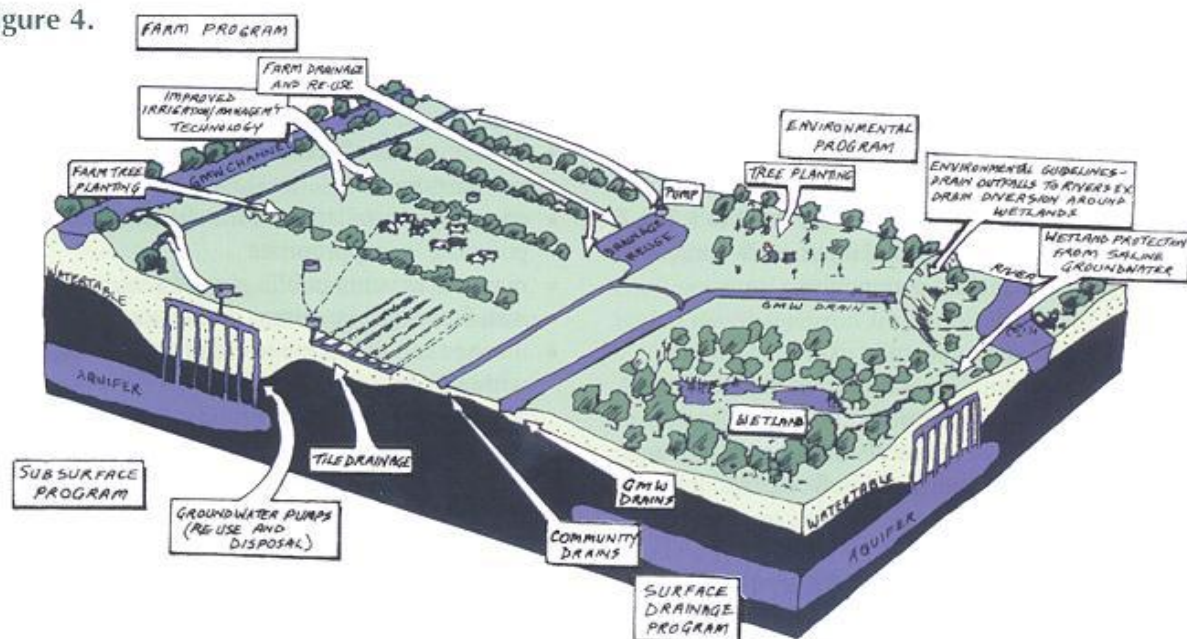 gure 4.
FARM PROGRAM
FARM DRAINAGE
AND RE-USE
IMPROVED
IRRIGATION/MANAGEM'T
TECHNOLOGY
ENVIRONMENTAL
PROGRAM
ENVIRONMENTAL GUIDELINES-
DRAIN OUTFALLS TO RIVERS EX.
DRAIN DIVERSION AROUND
WETLANDS
FARM TREE
PLANTING
GMW CHANNEL
PUMP
TREE PLANTING
WETLAND PROTECTION
FROM SALINE
GROUNDWATER
DRAINAGE
REUSE
RIVER
GMW DRAIN
WATERTABLE
AQUIFER
WETLAND
SUBSURFACE
PROGRAM
TILE DRAINAGE
GROUNDWATER PUMPS
(RE-USE AND
DISPOSAL)
GMW
DRAINS
COMMUNITY
DRAINS
WATERTABLE
AQUIFER
SURFACE
DRAINAGE
PROGRAM